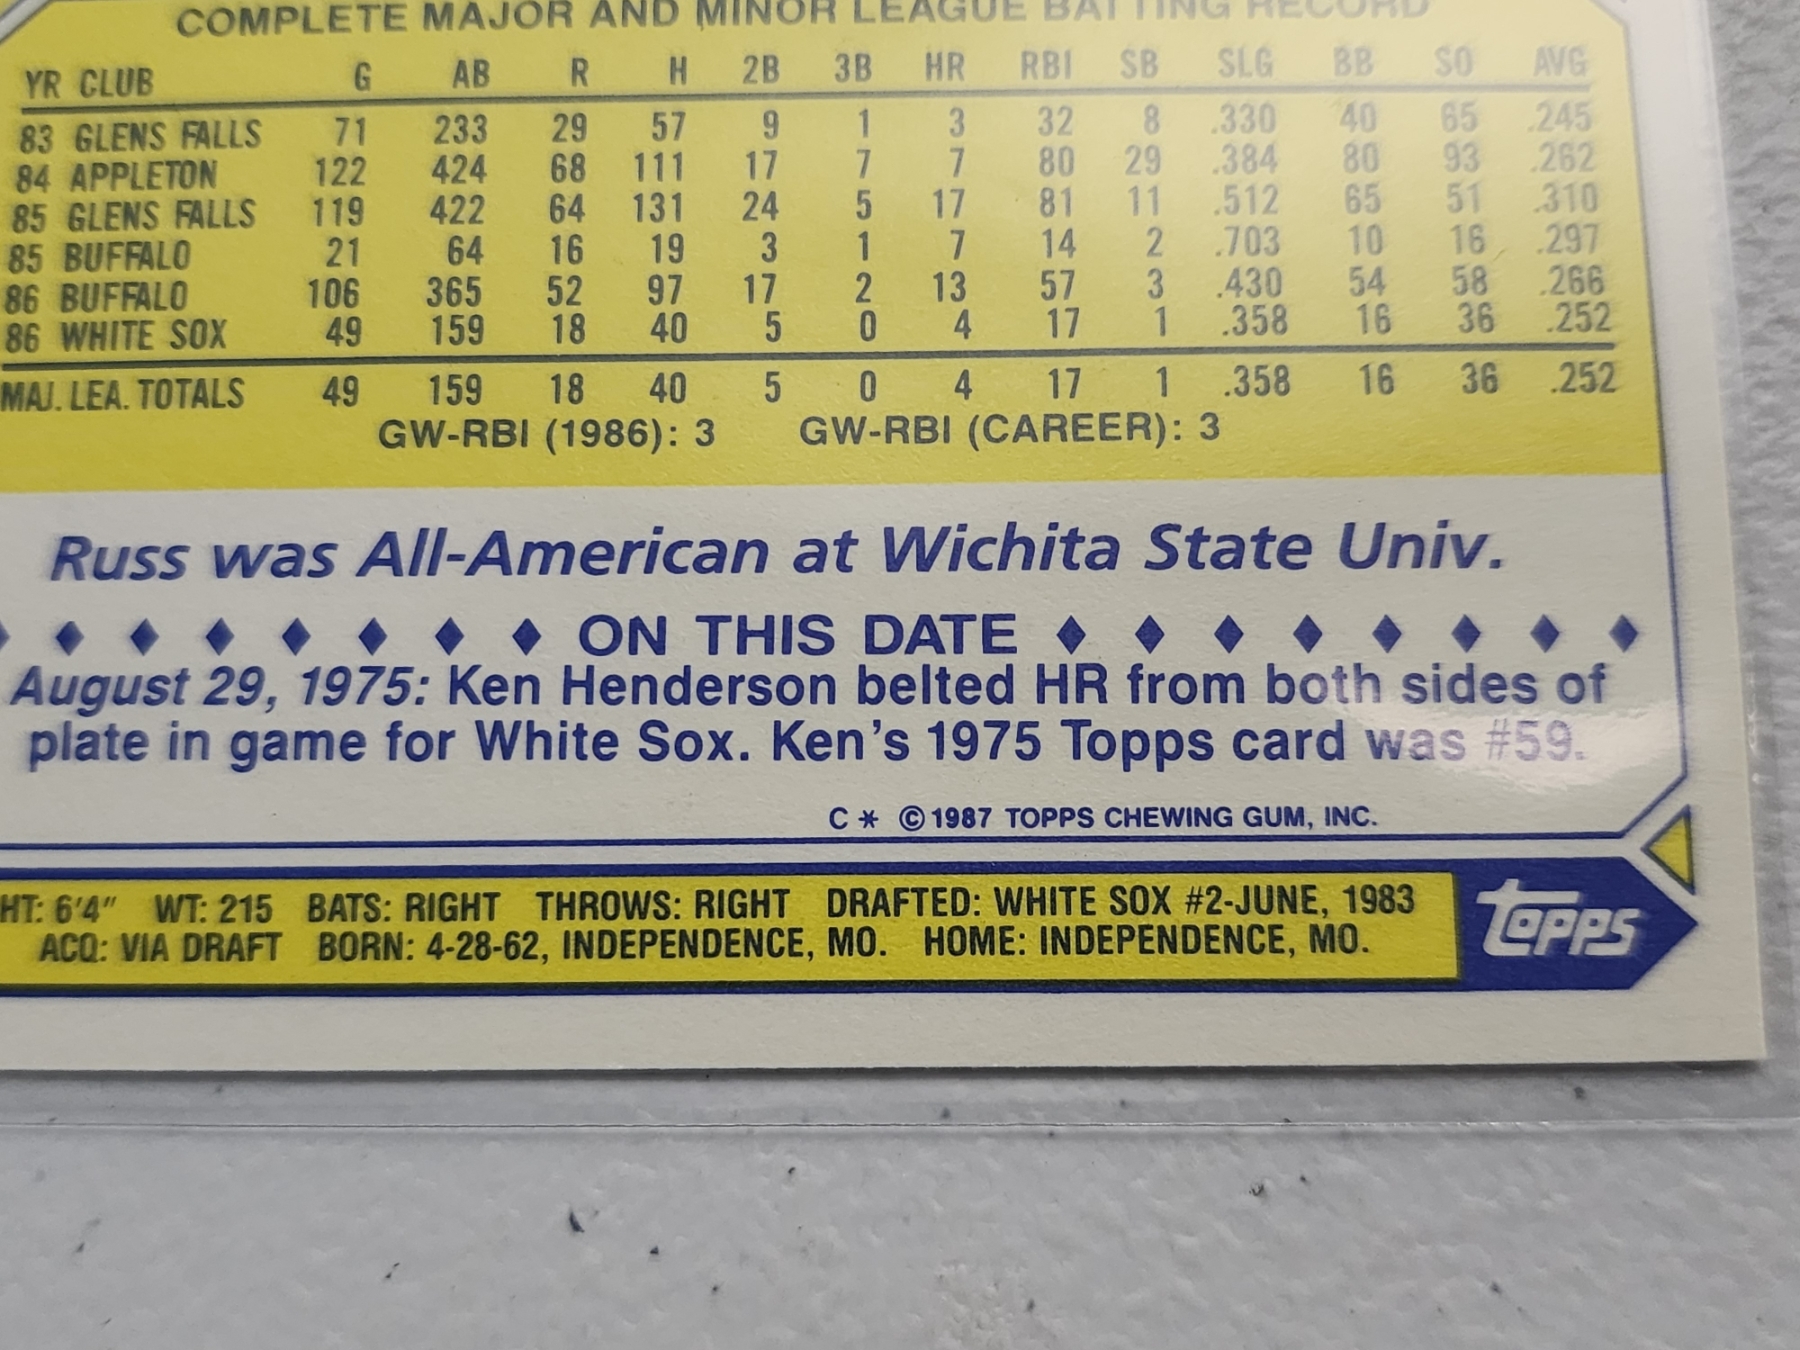 COMPLETE MAJOR AND MINOR LEAGUE BATTING RECORD
YR CLUB G AB R H 2B 3B HR RBI SB SLG BB SO AVG
83 GLENS FALLS 71 233 29 57 9 1 3 32 8 .330 40 65 .245
84 APPLETON 122 424 68 111 17 7 7 80 29 .384 80 93 .262
85 GLENS FALLS 119 422 64 131 24 5 17 81 11 .512 65 51 .310
85 BUFFALO 21 64 16 19 3 1 7 14 2 .703 10 16 .297
86 BUFFALO 106 365 52 97 17 2 13 57 3 .430 54 58 .266
86 WHITE SOX 49 159 18 40 5 0 4 17 1 .358 16 36 .252
MAJ. LEA. TOTALS 49 159 18 40 5 0 4 17 1 .358 16 36 .252
GW-RBI (1986): 3 GW-RBI (CAREER): 3
Russ was All-American at Wichita State Univ.
ON THIS DATE
August 29, 1975: Ken Henderson belted HR from both sides of
plate in game for White Sox. Ken's 1975 Topps card was #59.
C* ©1987 TOPPS CHEWING GUM, INC.
HT: 6'4" WT: 215 BATS: RIGHT THROWS: RIGHT DRAFTED: WHITE SOX #2-JUNE, 1983
ACQ: VIA DRAFT BORN: 4-28-62, INDEPENDENCE, MO. HOME: INDEPENDENCE, MO.
topps